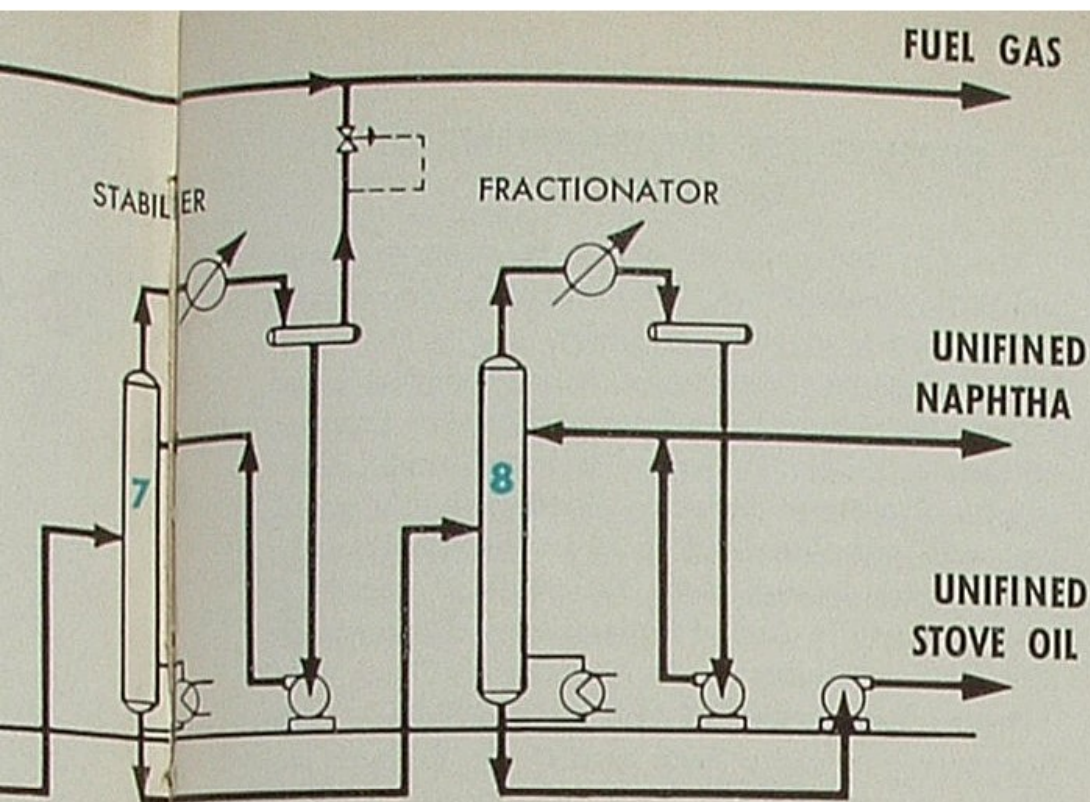 FUEL GAS
STABIL ER
FRACTIONATOR
UNIFINED
NAPHTHA
7
8
UNIFINED
STOVE OIL